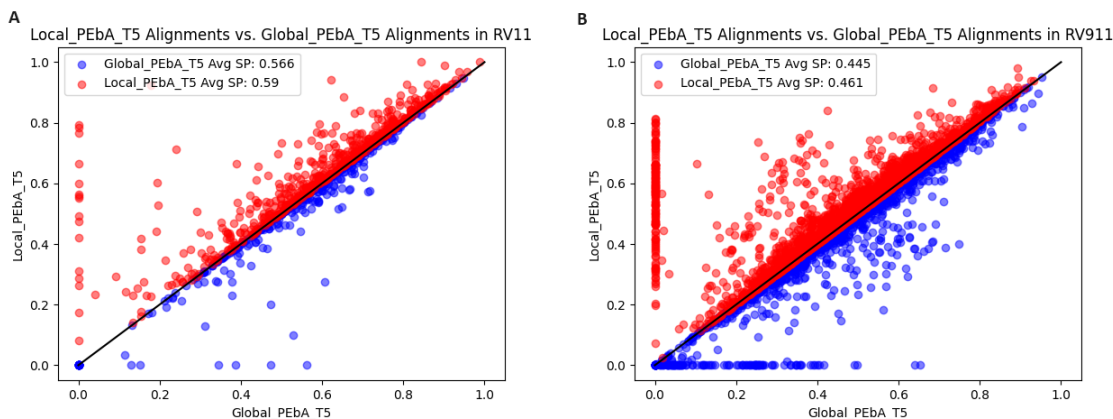 A
Local_PEbA_T5 Alignments vs. Global_PEbA_T5 Alignments in RV11
Global_PEbA_T5 Avg SP: 0.566
Local_PEbA_T5 Avg SP: 0.59
1.0
0.8
0.6
0.4
0.2
0.0
Local_PEbA_T5
0.0 0.2 0.4 0.6 0.8 1.0
Global_PEbA_T5
B
Local_PEbA_T5 Alignments vs. Global_PEbA_T5 Alignments in RV911
Global_PEbA_T5 Avg SP: 0.445
Local_PEbA_T5 Avg SP: 0.461
1.0
0.8
0.6
0.4
0.2
0.0
Local_PEbA_T5
0.0 0.2 0.4 0.6 0.8 1.0
Global_PEbA_T5